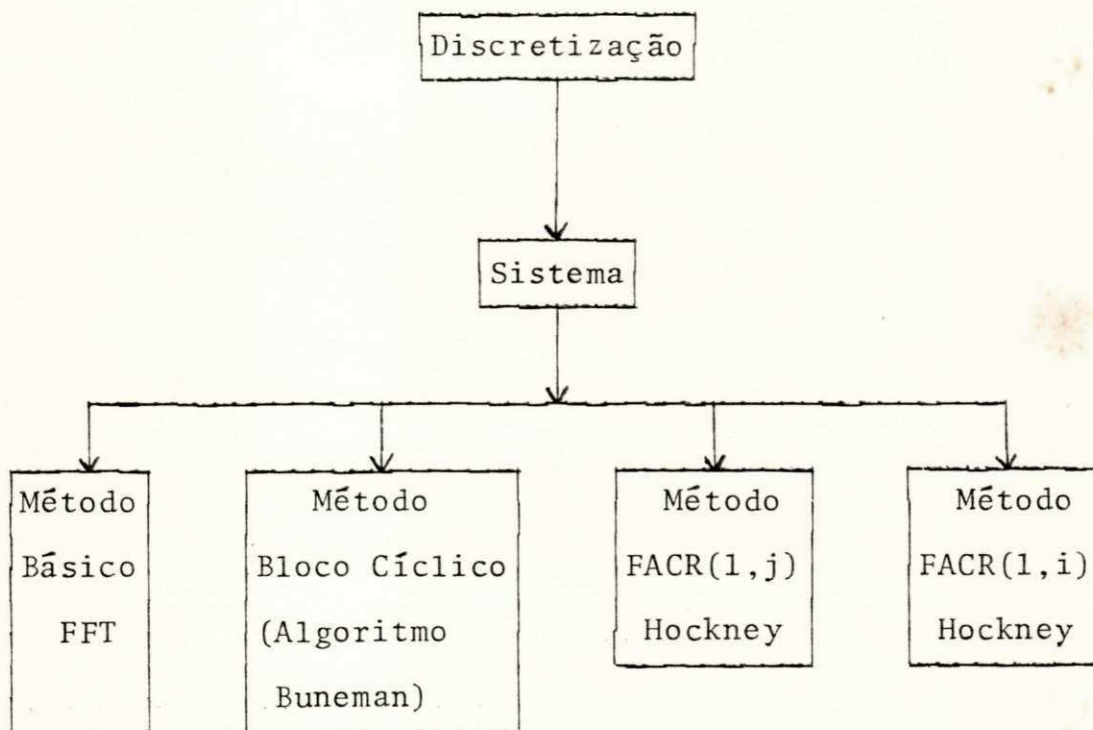 Discretização
Sistema
Método
Básico
FFT
Método
Bloco Cíclico
(Algoritmo
Buneman)
Método
FACR(1,j)
Hockney
Método
FACR(1,i)
Hockney